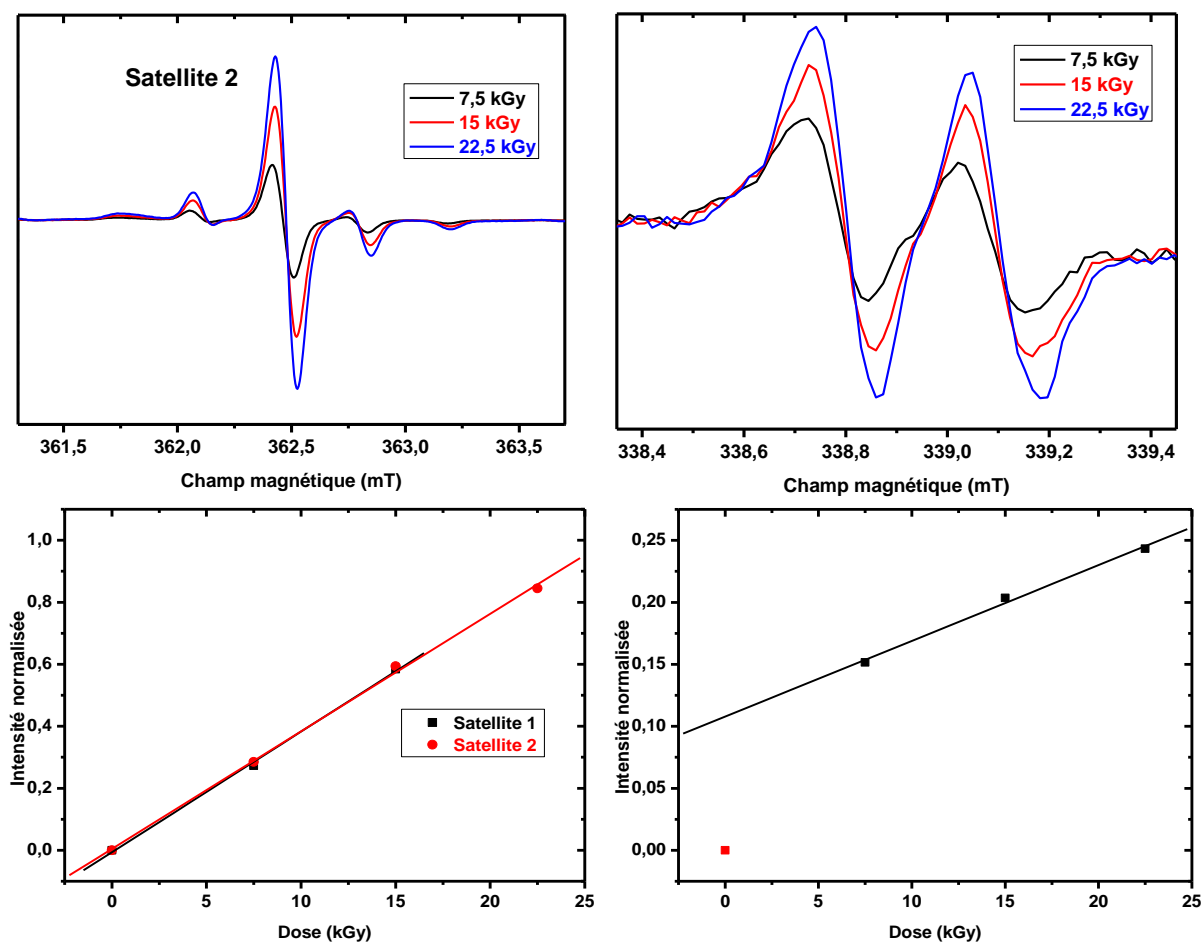 Satellite 2
7,5 kGy
15 kGy
22,5 kGy
361,5 362,0 362,5 363,0 363,5
Champ magnétique (mT)
7,5 kGy
15 kGy
22,5 kGy
338,4 338,6 338,8 339,0 339,2 339,4
Champ magnétique (mT)
Intensité normalisée
1,0
0,8
0,6
0,4
0,2
0,0
Satellite 1
Satellite 2
0 5 10 15 20 25
Dose (kGy)
Intensité normalisée
0,25
0,20
0,15
0,10
0,05
0,00
0 5 10 15 20 25
Dose (kGy)